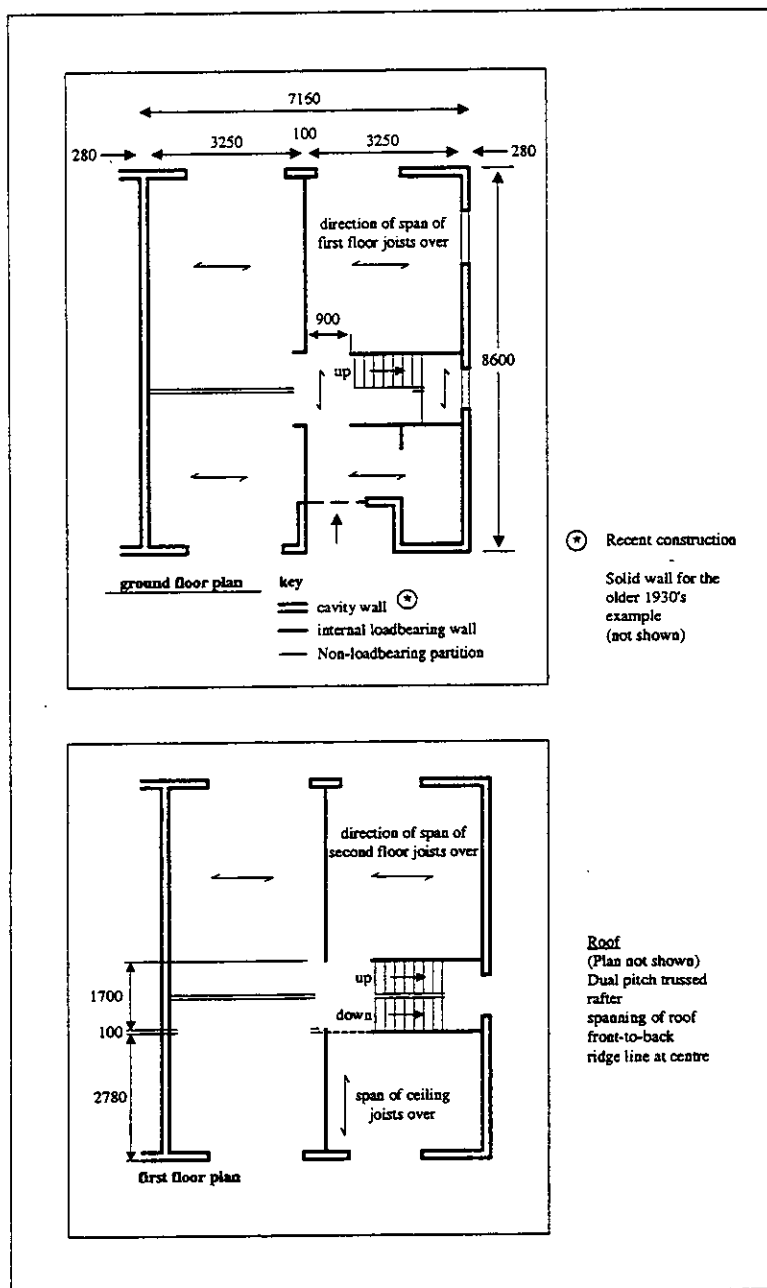 7160
280
3250
100
3250
280
direction of span of
first floor joists over
900
up
8600
ground floor plan
key
cavity wall *
internal loadbearing wall
Non-loadbearing partition
* Recent construction
Solid wall for the
older 1930's
example
(not shown)
direction of span of
second floor joists over
1700
up
100
down
2780
span of ceiling
joists over
first floor plan
Roof
(Plan not shown)
Dual pitch trussed
rafter
spanning of roof
front-to-back
ridge line at centre